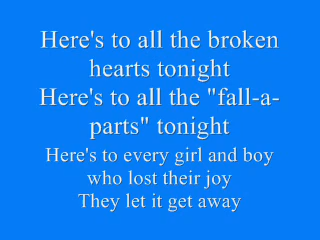 Here's to all the broken
hearts tonight
Here's to all the "fall-a-
parts" tonight
Here's to every girl and boy
who lost their joy
They let it get away